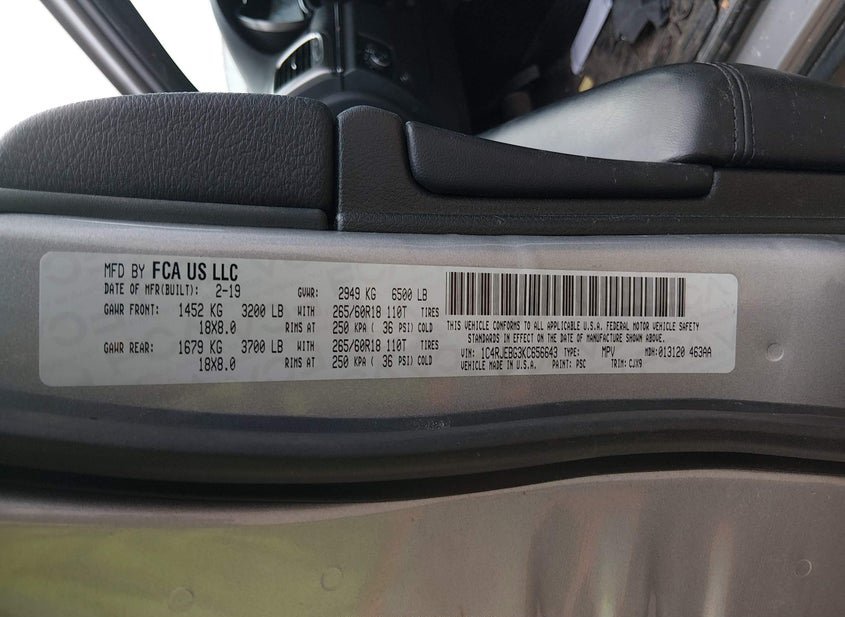 MFD BY FCA US LLC
DATE OF MFR(BUILT): 2-19 GVWR: 2949 KG 6500 LB
GAWR FRONT: 1452 KG 3200 LB WITH 265/60R18 110T TIRES
18X8.0 RIMS AT 250 KPA ( 36 PSI) COLD
GAWR REAR: 1679 KG 3700 LB WITH 265/60R18 110T TIRES
18X8.0 RIMS AT 250 KPA ( 36 PSI) COLD
THIS VEHICLE CONFORMS TO ALL APPLICABLE U.S.A. FEDERAL MOTOR VEHICLE SAFETY
STANDARDS IN EFFECT ON THE DATE OF MANUFACTURE SHOWN ABOVE.
VIN: 1C4RJEBG3KC656643 TYPE: MPV MDH:013120 463AA
VEHICLE MADE IN U.S.A. PAINT: PSC TRIM: CJX9